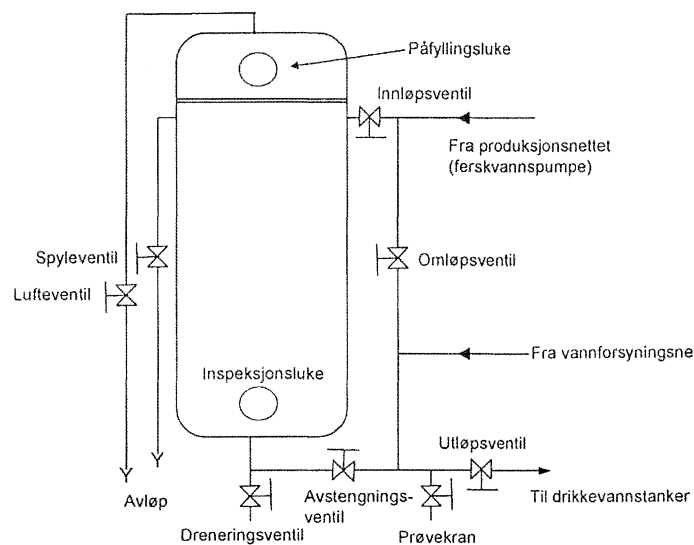 Påfyllingsluke
Innløpsventil
Fra produksjonsnettet
(ferskvannspumpe)
Spyleventil
Omløpsventil
Lufteventil
Fra vannforsyningsne
Inspeksjonsluke
Utløpsventil
Avløp
Avstengnings-
ventil
Til drikkevannstanker
Dreneringsventil
Prøvekran